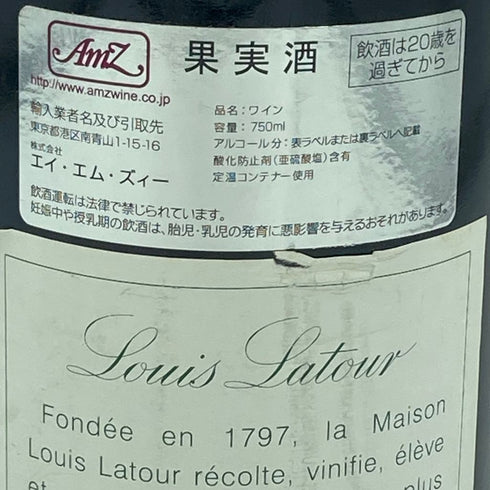 AmZ
果実酒
飲酒は20歳を
過ぎてから
http://www.amzwine.co.jp
輸入業者名及び引取先
東京都港区南青山1-15-16
株式会社
エイ・エム・ズィー
品名：ワイン
容量：750ml
アルコール分：表ラベルまたは裏ラベルへ記載
酸化防止剤（亜硫酸塩）含有
定温コンテナー使用
飲酒運転は法律で禁じられています。
妊娠中や授乳期の飲酒は、胎児・乳児の発育に悪影響を与えるおそれがあります。
Louis Latour
Fondée en 1797, la Maison
Louis Latour récolte, vinifie, élève
et
plus